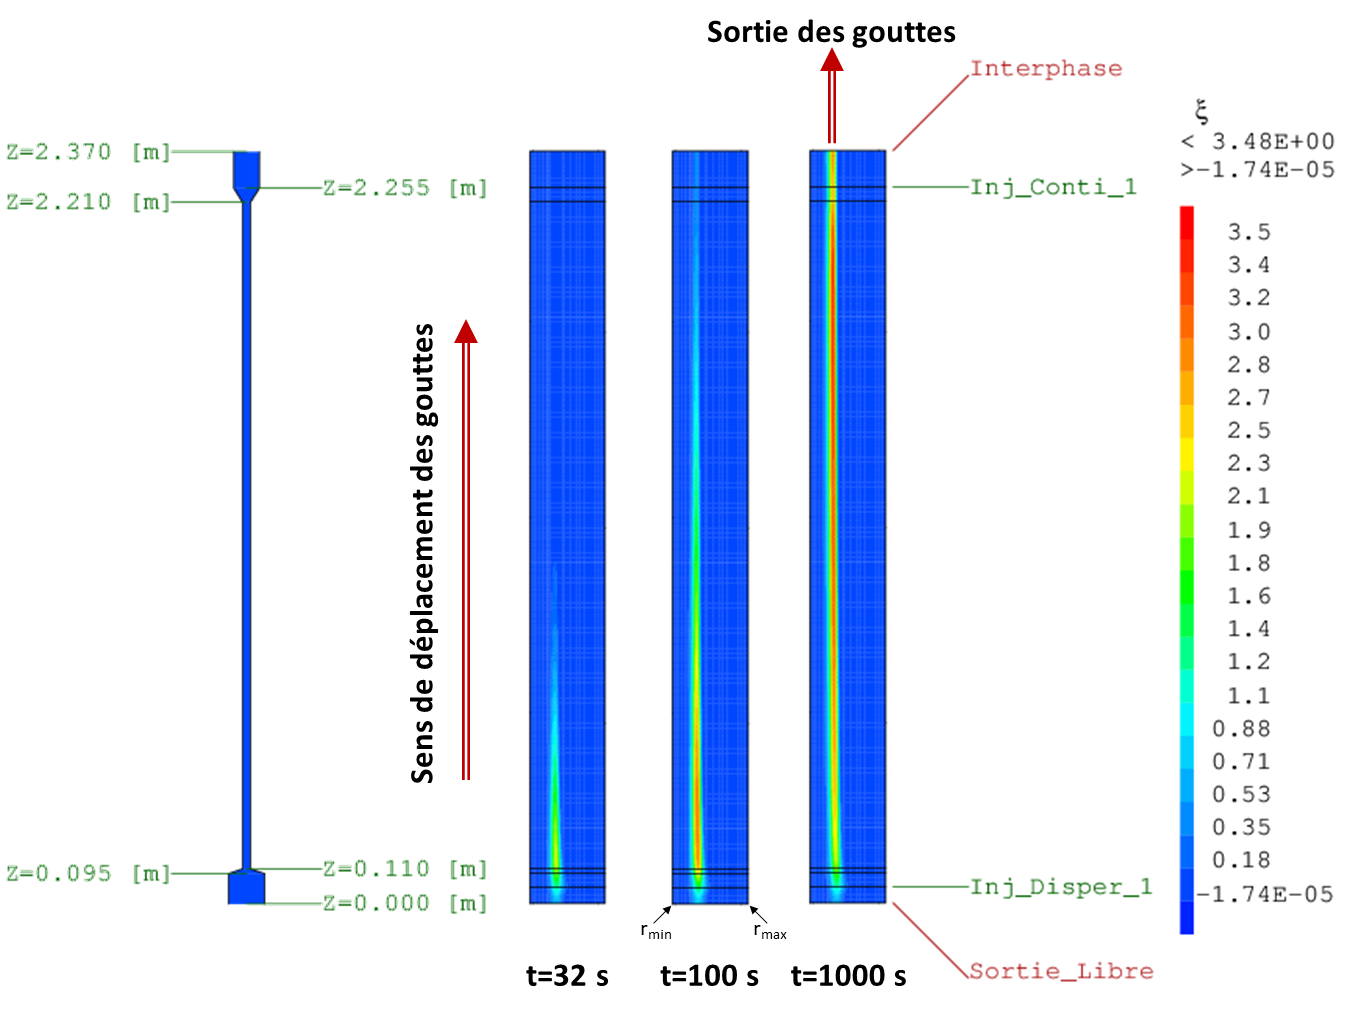 Sortie des gouttes
Interphase
ξ
< 3.48E+00
>-1.74E-05
Z=2.370 [m]
Z=2.255 [m]
Z=2.210 [m]
Inj_Conti_1
3.5
3.4
3.2
3.0
2.8
2.7
2.5
2.3
2.1
1.9
1.8
1.6
1.4
1.2
1.1
0.88
0.71
0.53
0.35
0.18
-1.74E-05
Sens de déplacement des gouttes
Z=0.110 [m]
Z=0.095 [m]
Z=0.000 [m]
Inj_Disper_1
rmin
rmax
t=32 s
t=100 s
t=1000 s
Sortie_Libre